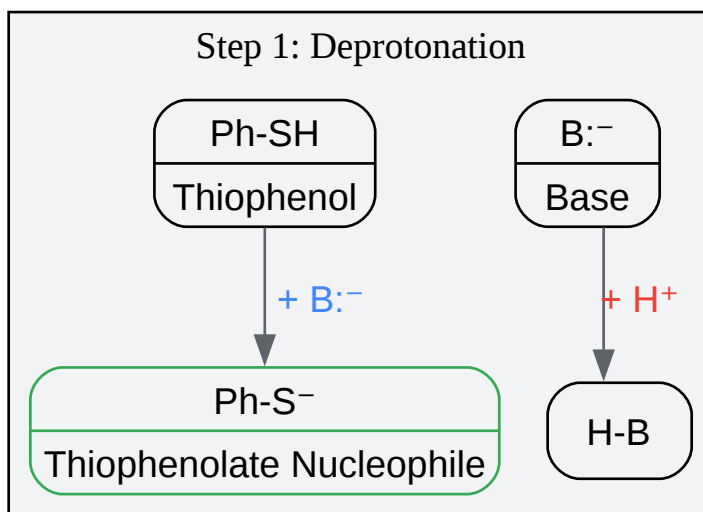 Step 1: Deprotonation
Ph-SH
Thiophenol
B:⁻
Base
+ B:⁻
+ H⁺
Ph-S⁻
Thiophenolate Nucleophile
H-B